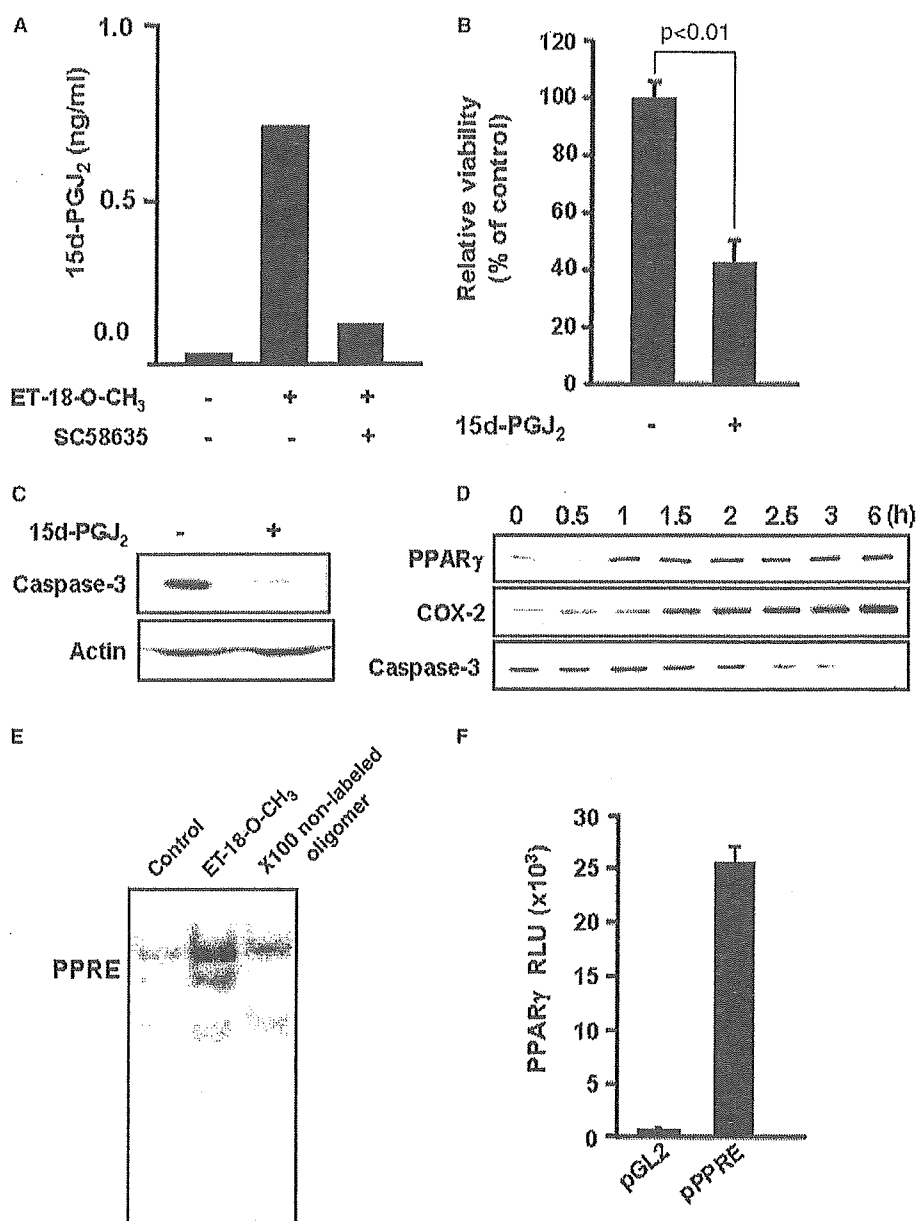 A
15d-PGJ2 (ng/ml)
1.0
0.5
0.0
ET-18-O-CH3 - + +
SC58635 - - +
B
Relative viability
(% of control)
120
100
80
60
40
20
0
p<0.01
15d-PGJ2 - +
C
15d-PGJ2 - +
Caspase-3
Actin
D
0 0.5 1 1.5 2 2.5 3 6 (h)
PPARγ
COX-2
Caspase-3
E
Control
ET-18-O-CH3
X100 non-labeled
oligomer
PPRE
F
PPARγ RLU (x10³)
30
25
20
15
10
5
0
pGL2
pPPRE